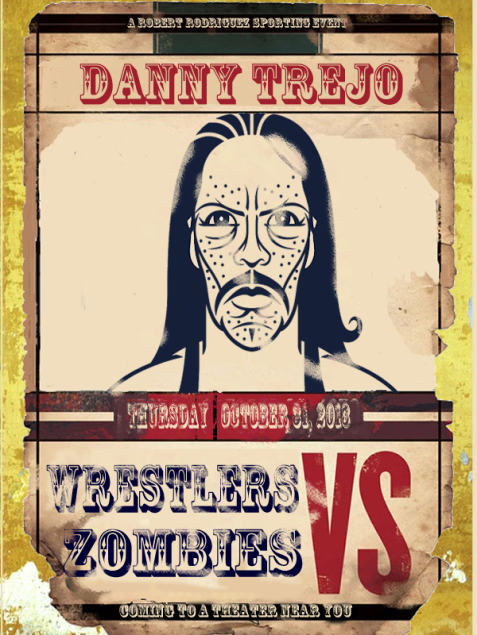 A ROBERT RODRIGUEZ SPORTING EVENT
DANNY TREJO
THURSDAY OCTOBER 31, 2013
WRESTLERS
ZOMBIES
VS
COMING TO A THEATER NEAR YOU